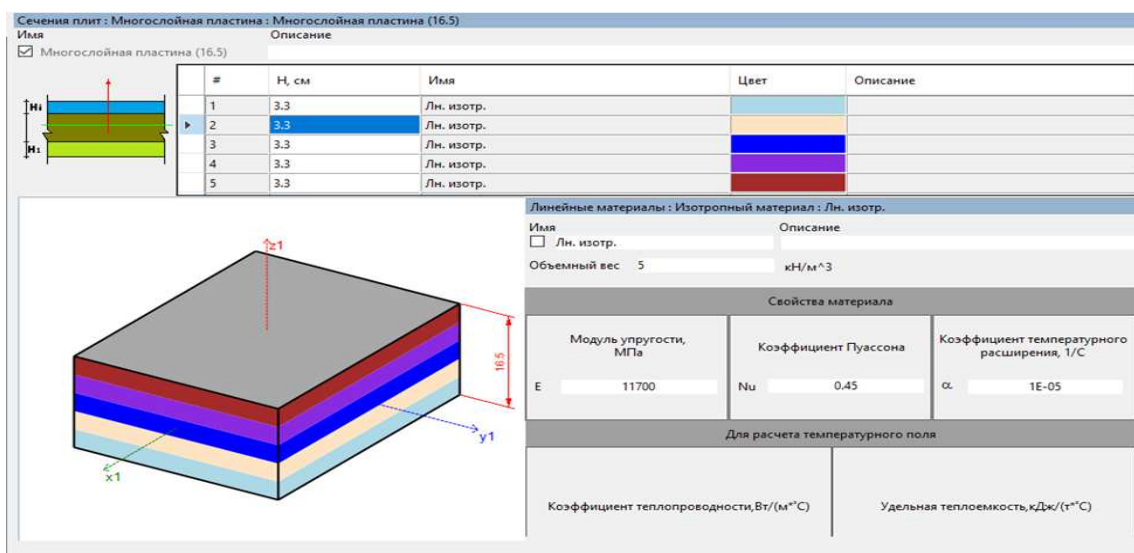 Сечения плит : Многослойная пластина : Многослойная пластина (16.5)
Имя Описание
Многослойная пластина (16.5)
# Н, см Имя Цвет Описание
1 3.3 Лн. изотр.
2 3.3 Лн. изотр.
3 3.3 Лн. изотр.
4 3.3 Лн. изотр.
5 3.3 Лн. изотр.
Hi
H1
z1
16.5
y1
x1
Линейные материалы : Изотропный материал : Лн. изотр.
Имя Описание
Лн. изотр.
Объемный вес 5 кН/м^3
Свойства материала
Модуль упругости, МПа
Коэффициент Пуассона
Коэффициент температурного расширения, 1/С
E 11700 Nu 0.45 α 1E-05
Для расчета температурного поля
Коэффициент теплопроводности,Вт/(м*°С) Удельная теплоемкость,кДж/(т*°С)